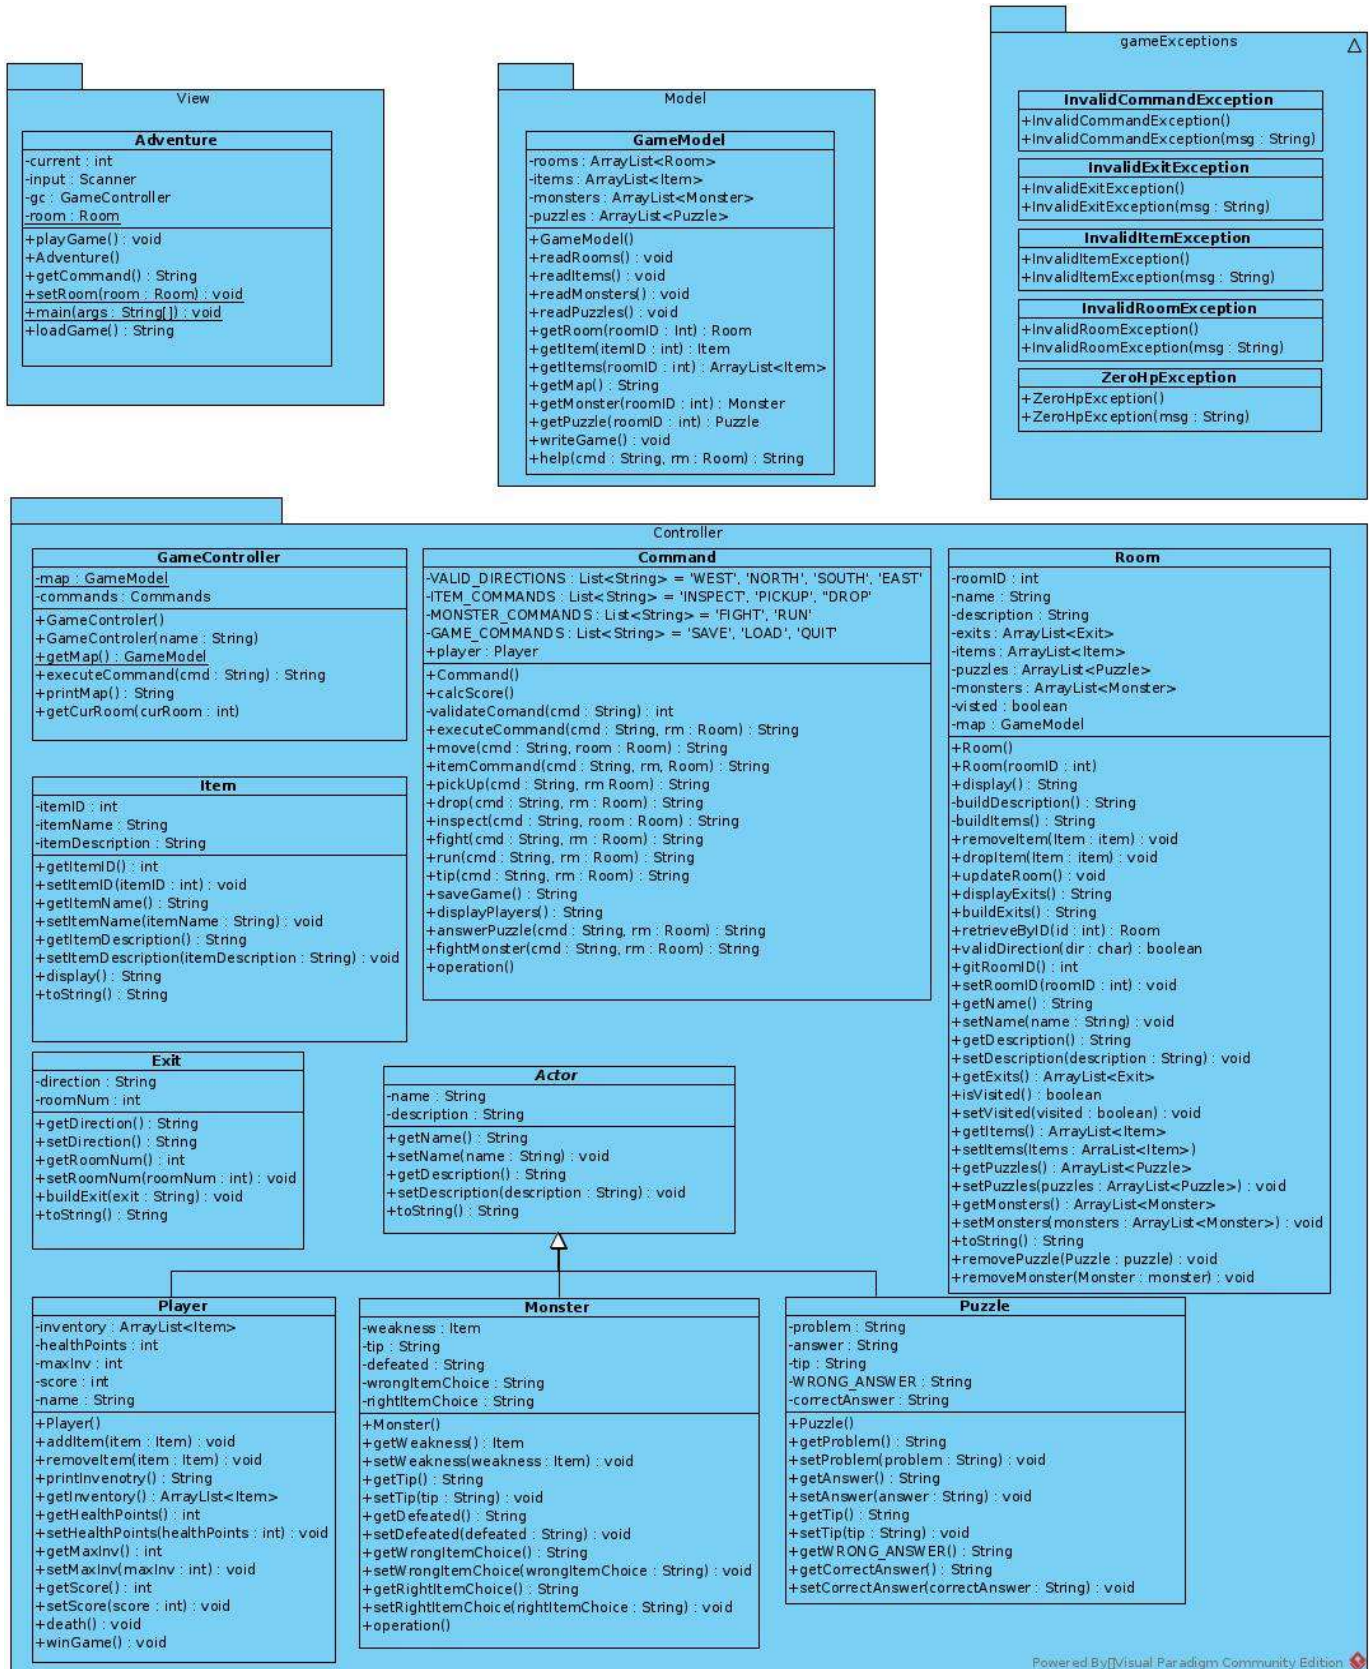 View
Adventure
-current : int
-input : Scanner
-gc : GameController
-room : Room
+playGame() : void
+Adventure()
+getCommand() : String
+setRoom(room : Room) : void
+main(args : String[]) : void
+loadGame() : String
Model
GameModel
-rooms : ArrayList<Room>
-items : ArrayList<Item>
-monsters : ArrayList<Monster>
-puzzles : ArrayList<Puzzle>
+GameModel()
+readRooms() : void
+readItems() : void
+readMonsters() : void
+readPuzzles() : void
+getRoom(roomID : Int) : Room
+getItem(itemID : int) : Item
+getItems(roomID : int) : ArrayList<Item>
+getMap() : String
+getMonster(roomID : int) : Monster
+getPuzzle(roomID : int) : Puzzle
+writeGame() : void
+help(cmd : String, rm : Room) : String
gameExceptions
InvalidCommandException
+InvalidCommandException()
+InvalidCommandException(msg : String)
InvalidExitException
+InvalidExitException()
+InvalidExitException(msg : String)
InvalidItemException
+InvalidItemException()
+InvalidItemException(msg : String)
InvalidRoomException
+InvalidRoomException()
+InvalidRoomException(msg : String)
ZeroHpException
+ZeroHpException()
+ZeroHpException(msg : String)
Controller
GameController
-map : GameModel
-commands : Commands
+GameControler()
+GameControler(name : String)
+getMap() : GameModel
+executeCommand(cmd : String) : String
+printMap() : String
+getCurRoom(curRoom : int)
Command
-VALID_DIRECTIONS : List<String> = 'WEST', 'NORTH', 'SOUTH', 'EAST'
-ITEM_COMMANDS : List<String> = 'INSPECT', 'PICKUP', "DROP'
-MONSTER_COMMANDS : List<String> = 'FIGHT', 'RUN'
-GAME_COMMANDS : List<String> = 'SAVE', 'LOAD', 'QUIT'
+player : Player
+Command()
+calcScore()
-validateComand(cmd : String) : int
+executeCommand(cmd : String, rm : Room) : String
+move(cmd : String, room : Room) : String
+itemCommand(cmd : String, rm, Room) : String
+pickUp(cmd : String, rm Room) : String
+drop(cmd : String, rm : Room) : String
+inspect(cmd : String, room : Room) : String
+fight(cmd : String, rm : Room) : String
+run(cmd : String, rm : Room) : String
+tip(cmd : String, rm : Room) : String
+saveGame() : String
+displayPlayers() : String
+answerPuzzle(cmd : String, rm : Room) : String
+fightMonster(cmd : String, rm : Room) : String
+operation()
Room
-roomID : int
-name : String
-description : String
-exits : ArrayList<Exit>
-items : ArrayList<Item>
-puzzles : ArrayList<Puzzle>
-monsters : ArrayList<Monster>
-visted : boolean
-map : GameModel
+Room()
+Room(roomID : int)
+display() : String
-buildDescription() : String
-buildItems() : String
+removeItem(Item : item) : void
+dropItem(Item : item) : void
+updateRoom() : void
+displayExits() : String
+buildExits() : String
+retrieveByID(id : int) : Room
+validDirection(dir : char) : boolean
+gitRoomID() : int
+setRoomID(roomID : int) : void
+getName() : String
+setName(name : String) : void
+getDescription() : String
+setDescription(description : String) : void
+getExits() : ArrayList<Exit>
+isVisited() : boolean
+setVisited(visited : boolean) : void
+getItems() : ArrayList<Item>
+setItems(Items : ArraList<Item>)
+getPuzzles() : ArrayList<Puzzle>
+setPuzzles(puzzles : ArrayList<Puzzle>) : void
+getMonsters() : ArrayList<Monster>
+setMonsters(monsters : ArrayList<Monster>) : void
+toString() : String
+removePuzzle(Puzzle : puzzle) : void
+removeMonster(Monster : monster) : void
Item
-itemID : int
-itemName : String
-itemDescription : String
+getItemID() : int
+setItemID(itemID : int) : void
+getItemName() : String
+setItemName(itemName : String) : void
+getItemDescription() : String
+setItemDescription(itemDescription : String) : void
+display() : String
+toString() : String
Exit
-direction : String
-roomNum : int
+getDirection() : String
+setDirection() : String
+getRoomNum() : int
+setRoomNum(roomNum : int) : void
+buildExit(exit : String) : void
+toString() : String
Actor
-name : String
-description : String
+getName() : String
+setName(name : String) : void
+getDescription() : String
+setDescription(description : String) : void
+toString() : String
Player
-inventory : ArrayList<Item>
-healthPoints : int
-maxInv : int
-score : int
-name : String
+Player()
+addItem(item : Item) : void
+removeItem(item : Item) : void
+printInvenotry() : String
+getInventory() : ArrayList<Item>
+getHealthPoints() : int
+setHealthPoints(healthPoints : int) : void
+getMaxInv() : int
+setMaxInv(maxInv : int) : void
+getScore() : int
+setScore(score : int) : void
+death() : void
+winGame() : void
Monster
-weakness : Item
-tip : String
-defeated : String
-wrongItemChoice : String
-rightItemChoice : String
+Monster()
+getWeakness() : Item
+setWeakness(weakness : Item) : void
+getTip() : String
+setTip(tip : String) : void
+getDefeated() : String
+setDefeated(defeated : String) : void
+getWrongItemChoice() : String
+setWrongItemChoice(wrongItemChoice : String) : void
+getRightItemChoice() : String
+setRightItemChoice(rightItemChoice : String) : void
+operation()
Puzzle
-problem : String
-answer : String
-tip : String
-WRONG_ANSWER : String
-correctAnswer : String
+Puzzle()
+getProblem() : String
+setProblem(problem : String) : void
+getAnswer() : String
+setAnswer(answer : String) : void
+getTip() : String
+setTip(tip : String) : void
+getWRONG_ANSWER() : String
+getCorrectAnswer() : String
+setCorrectAnswer(correctAnswer : String) : void
Powered By Visual Paradigm Community Edition